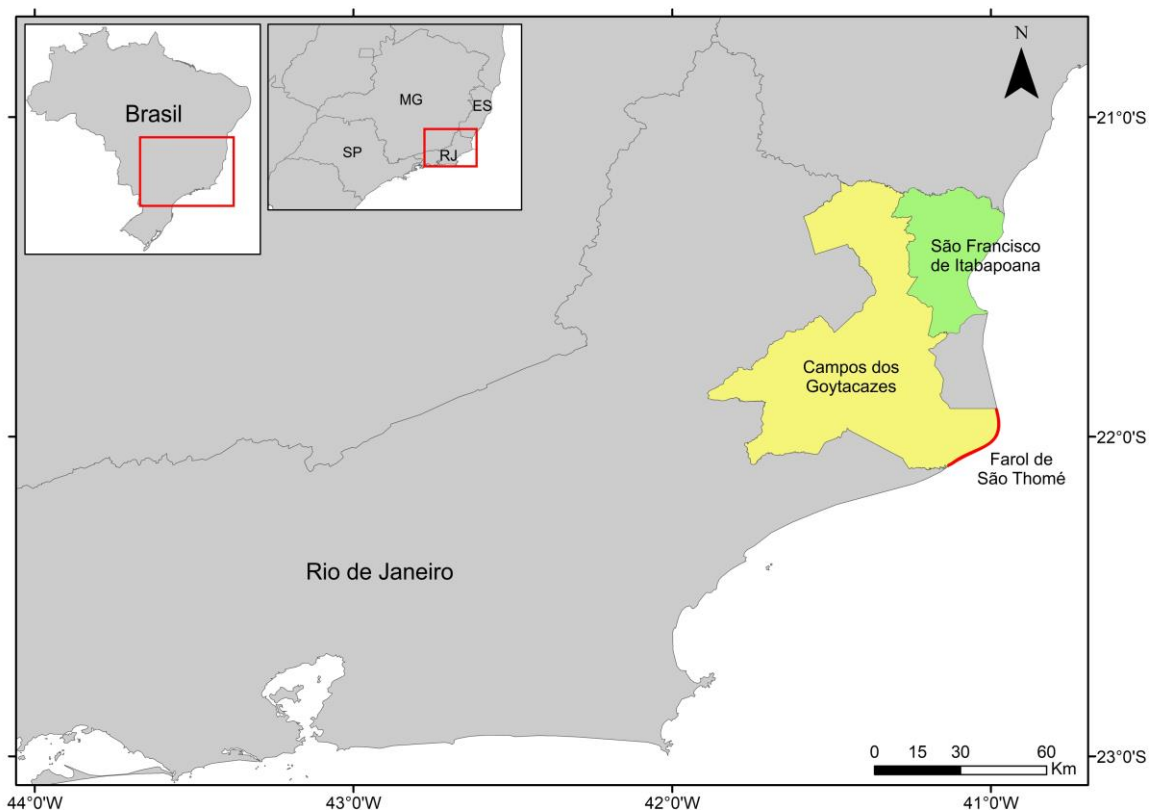 Brasil
MG
ES
SP
RJ
N
21°0'S
São Francisco
de Itabapoana
Campos dos
Goytacazes
22°0'S
Farol de
São Thomé
Rio de Janeiro
0 15 30 60
Km
23°0'S
44°0'W 43°0'W 42°0'W 41°0'W